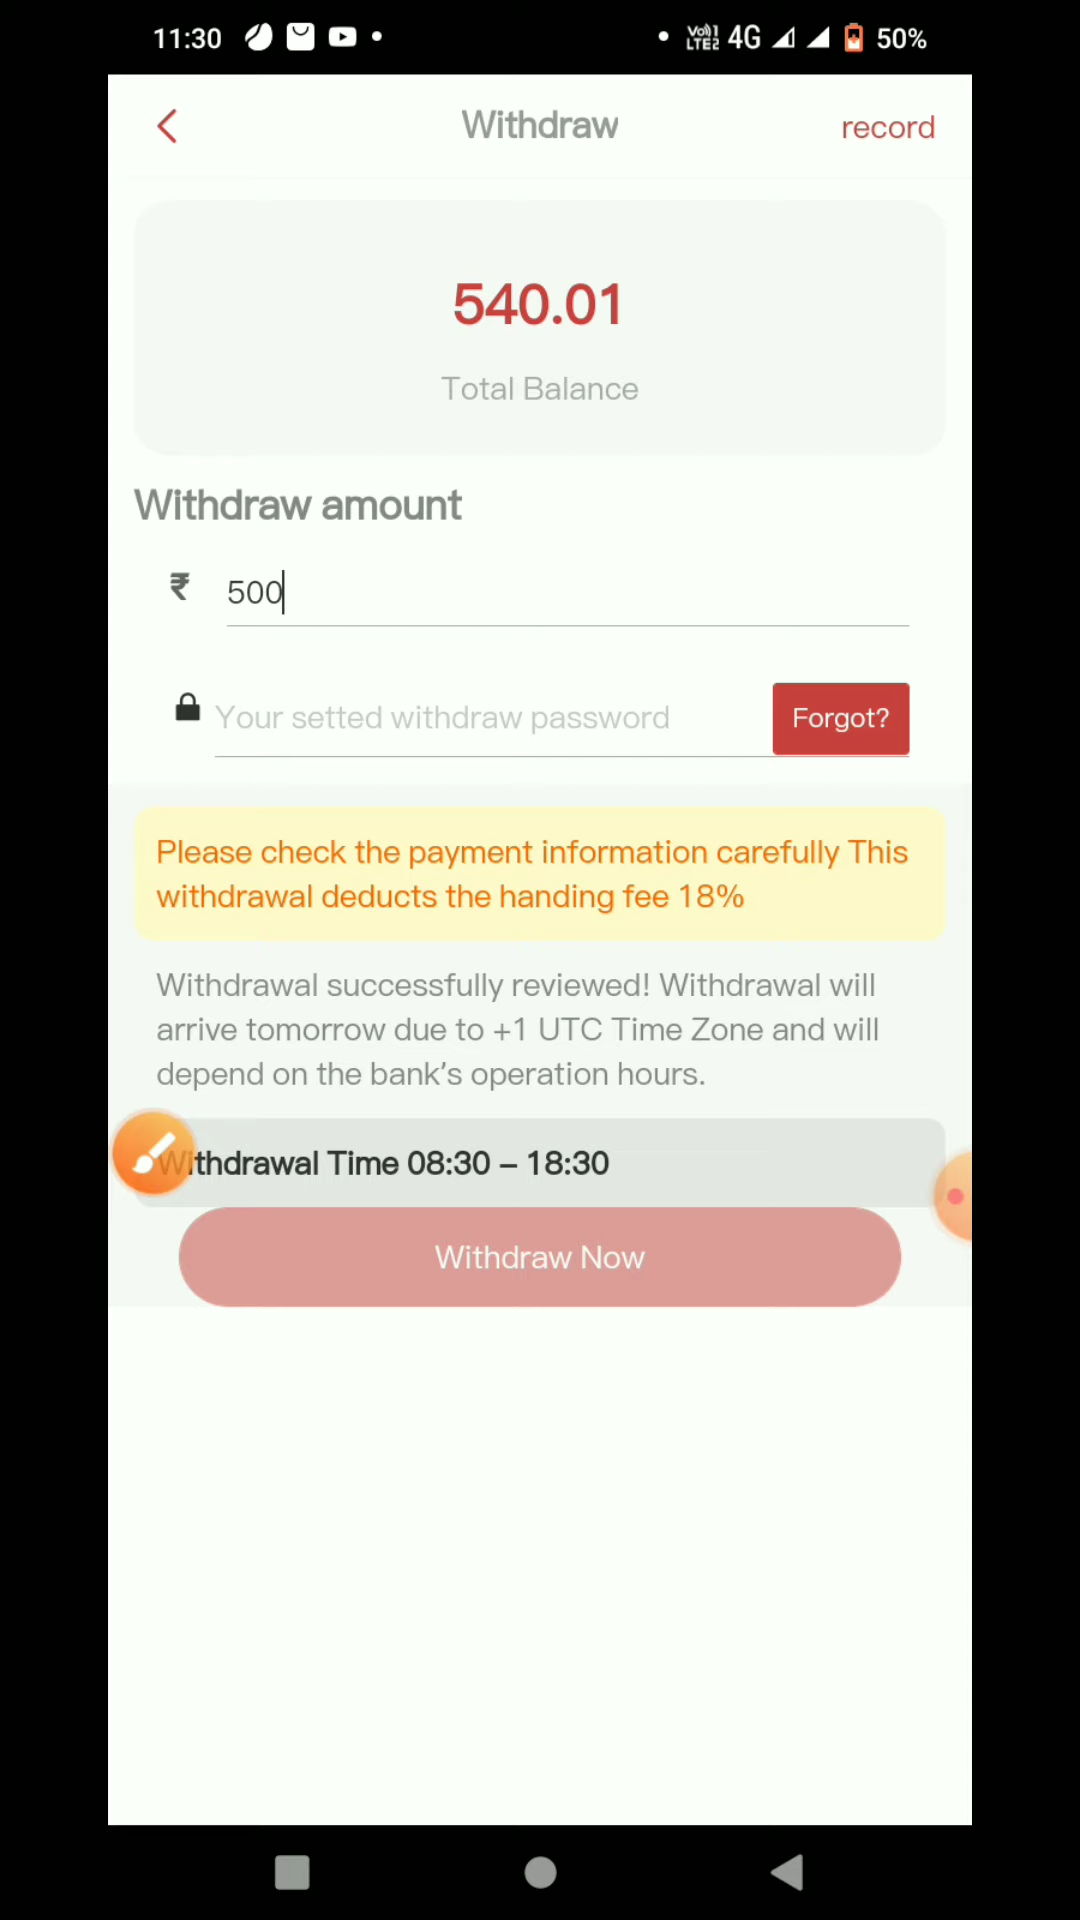 11:30 4G 50%
Withdraw
record
540.01
Total Balance
Withdraw amount
₹ 500
Your setted withdraw password
Forgot?
Please check the payment information carefully This
withdrawal deducts the handing fee 18%
Withdrawal successfully reviewed! Withdrawal will
arrive tomorrow due to +1 UTC Time Zone and will
depend on the bank's operation hours.
Withdrawal Time 08:30 – 18:30
Withdraw Now